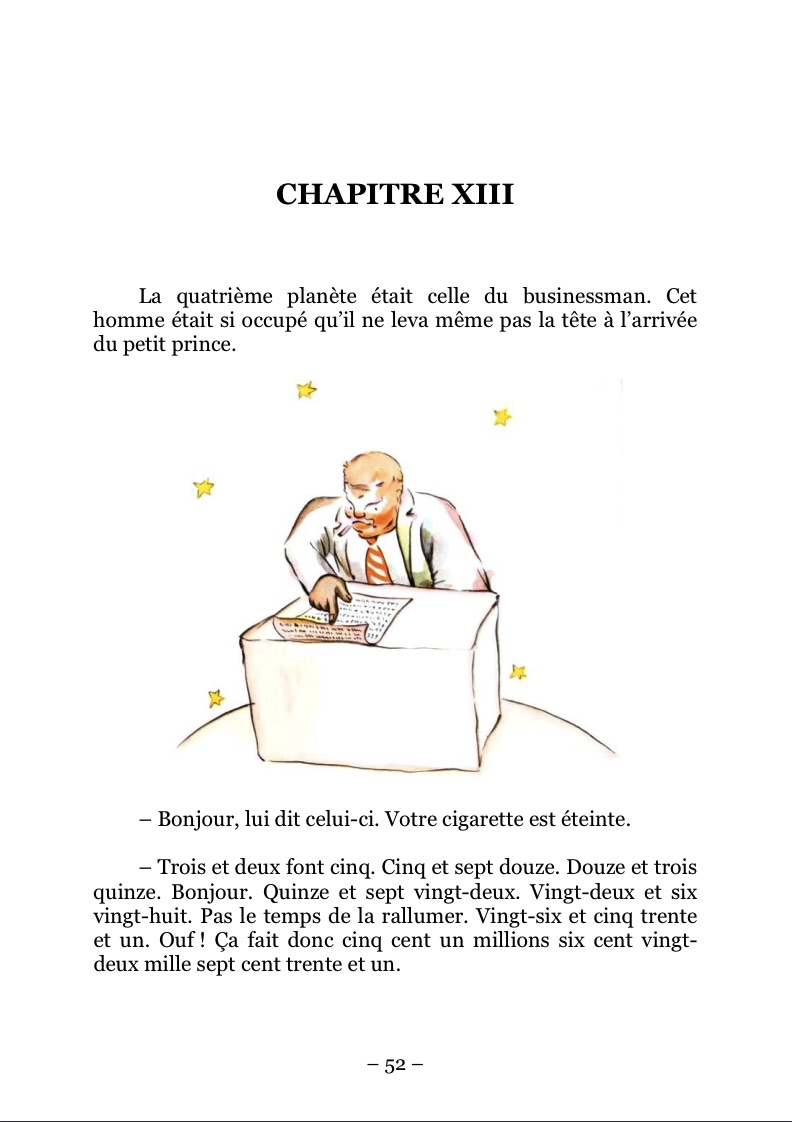 CHAPITRE XIII
La quatrième planète était celle du businessman. Cet
homme était si occupé qu’il ne leva même pas la tête à l’arrivée
du petit prince.
– Bonjour, lui dit celui-ci. Votre cigarette est éteinte.
– Trois et deux font cinq. Cinq et sept douze. Douze et trois
quinze. Bonjour. Quinze et sept vingt-deux. Vingt-deux et six
vingt-huit. Pas le temps de la rallumer. Vingt-six et cinq trente
et un. Ouf ! Ça fait donc cinq cent un millions six cent vingt-
deux mille sept cent trente et un.
– 52 –